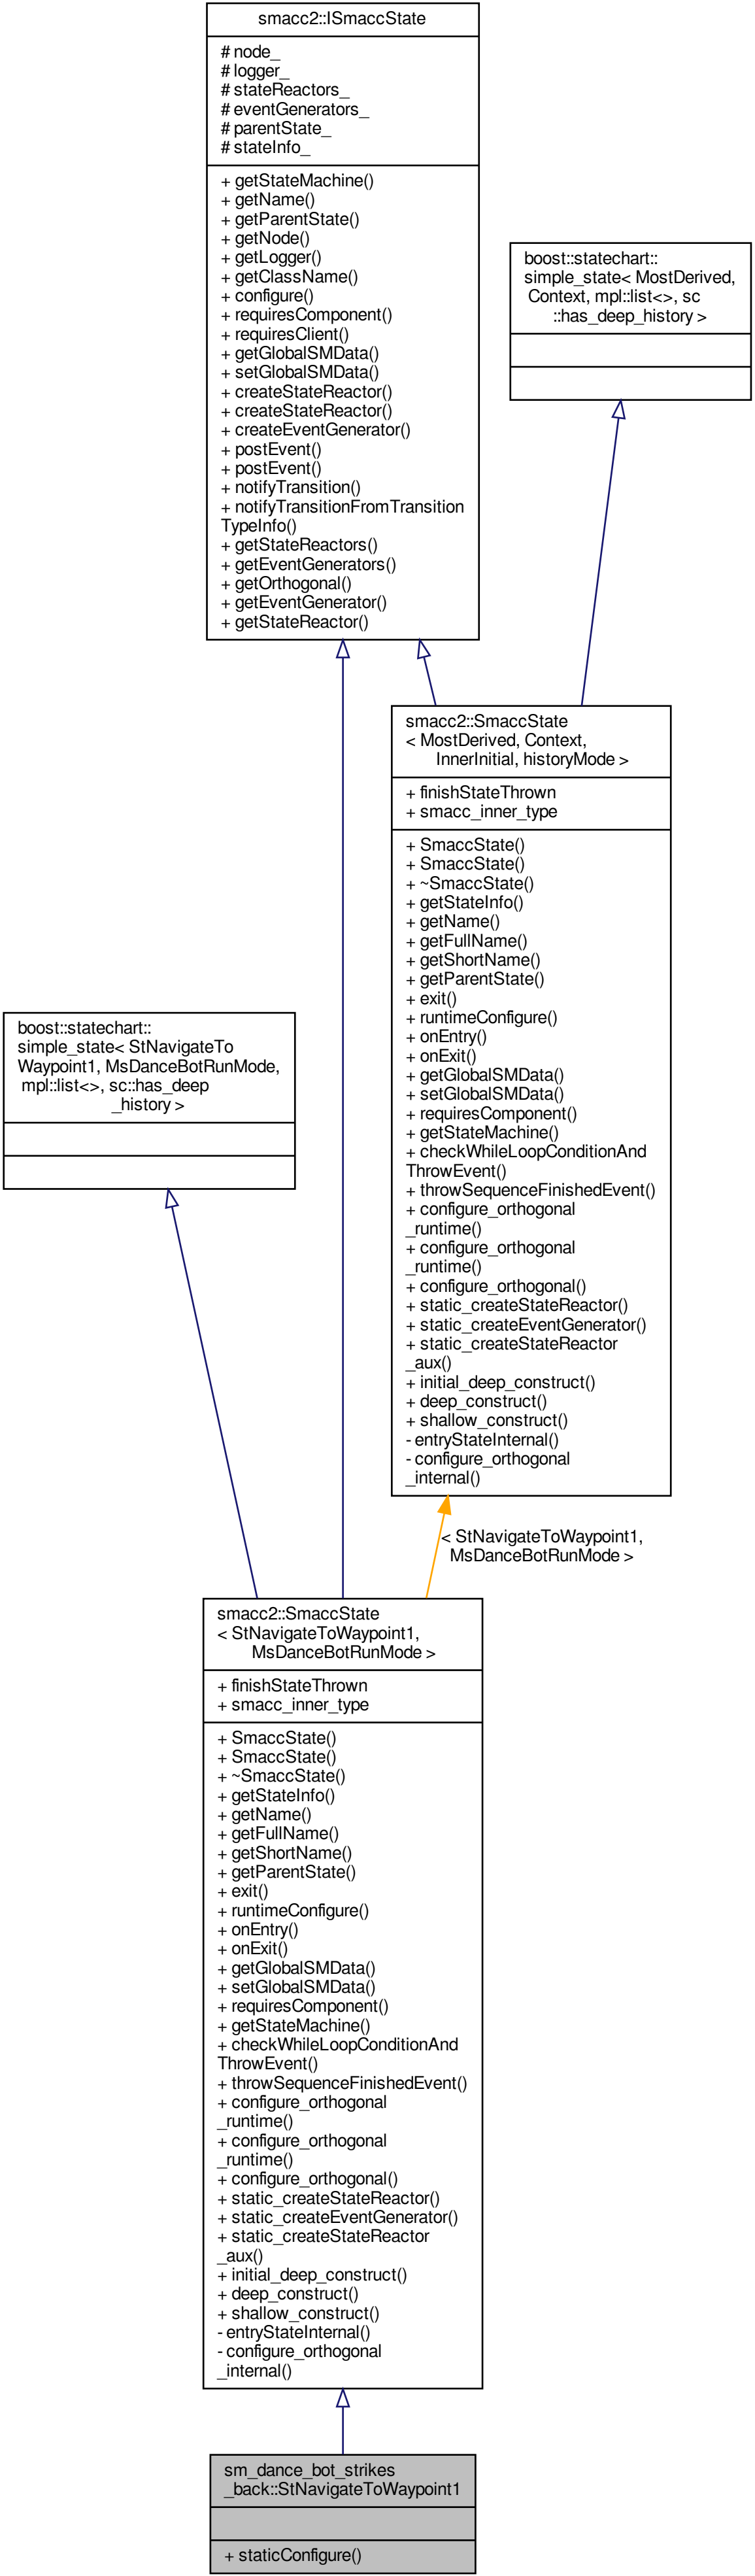 smacc2::ISmaccState
# node_
# logger_
# stateReactors_
# eventGenerators_
# parentState_
# stateInfo_
+ getStateMachine()
+ getName()
+ getParentState()
+ getNode()
+ getLogger()
+ getClassName()
+ configure()
+ requiresComponent()
+ requiresClient()
+ getGlobalSMData()
+ setGlobalSMData()
+ createStateReactor()
+ createStateReactor()
+ createEventGenerator()
+ postEvent()
+ postEvent()
+ notifyTransition()
+ notifyTransitionFromTransition
TypeInfo()
+ getStateReactors()
+ getEventGenerators()
+ getOrthogonal()
+ getEventGenerator()
+ getStateReactor()
boost::statechart::
simple_state< MostDerived,
Context, mpl::list<>, sc
::has_deep_history >
smacc2::SmaccState
< MostDerived, Context,
InnerInitial, historyMode >
+ finishStateThrown
+ smacc_inner_type
+ SmaccState()
+ SmaccState()
+ ~SmaccState()
+ getStateInfo()
+ getName()
+ getFullName()
+ getShortName()
+ getParentState()
+ exit()
+ runtimeConfigure()
+ onEntry()
+ onExit()
+ getGlobalSMData()
+ setGlobalSMData()
+ requiresComponent()
+ getStateMachine()
+ checkWhileLoopConditionAnd
ThrowEvent()
+ throwSequenceFinishedEvent()
+ configure_orthogonal
_runtime()
+ configure_orthogonal
_runtime()
+ configure_orthogonal()
+ static_createStateReactor()
+ static_createEventGenerator()
+ static_createStateReactor
_aux()
+ initial_deep_construct()
+ deep_construct()
+ shallow_construct()
- entryStateInternal()
- configure_orthogonal
_internal()
boost::statechart::
simple_state< StNavigateTo
Waypoint1, MsDanceBotRunMode,
mpl::list<>, sc::has_deep
_history >
< StNavigateToWaypoint1,
MsDanceBotRunMode >
smacc2::SmaccState
< StNavigateToWaypoint1,
MsDanceBotRunMode >
+ finishStateThrown
+ smacc_inner_type
+ SmaccState()
+ SmaccState()
+ ~SmaccState()
+ getStateInfo()
+ getName()
+ getFullName()
+ getShortName()
+ getParentState()
+ exit()
+ runtimeConfigure()
+ onEntry()
+ onExit()
+ getGlobalSMData()
+ setGlobalSMData()
+ requiresComponent()
+ getStateMachine()
+ checkWhileLoopConditionAnd
ThrowEvent()
+ throwSequenceFinishedEvent()
+ configure_orthogonal
_runtime()
+ configure_orthogonal
_runtime()
+ configure_orthogonal()
+ static_createStateReactor()
+ static_createEventGenerator()
+ static_createStateReactor
_aux()
+ initial_deep_construct()
+ deep_construct()
+ shallow_construct()
- entryStateInternal()
- configure_orthogonal
_internal()
sm_dance_bot_strikes
_back::StNavigateToWaypoint1
+ staticConfigure()